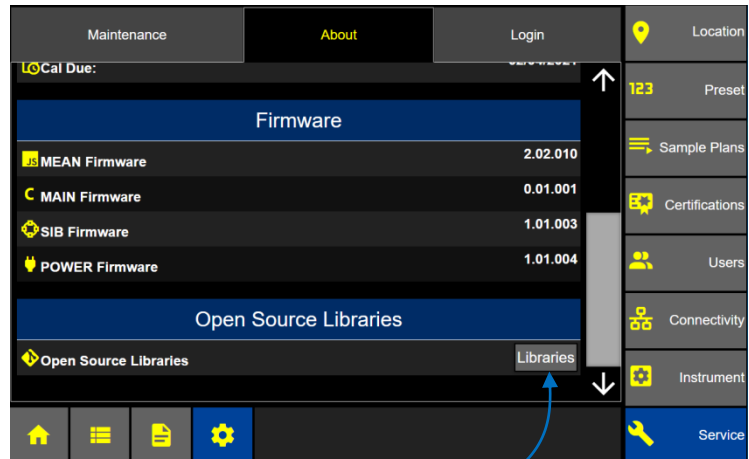 Maintenance
About
Login
Location
Cal Due:
123 Preset
Firmware
JS MEAN Firmware 2.02.010
Sample Plans
C MAIN Firmware 0.01.001
Certifications
SIB Firmware 1.01.003
POWER Firmware 1.01.004
Users
Open Source Libraries
Connectivity
Open Source Libraries Libraries
Instrument
Service